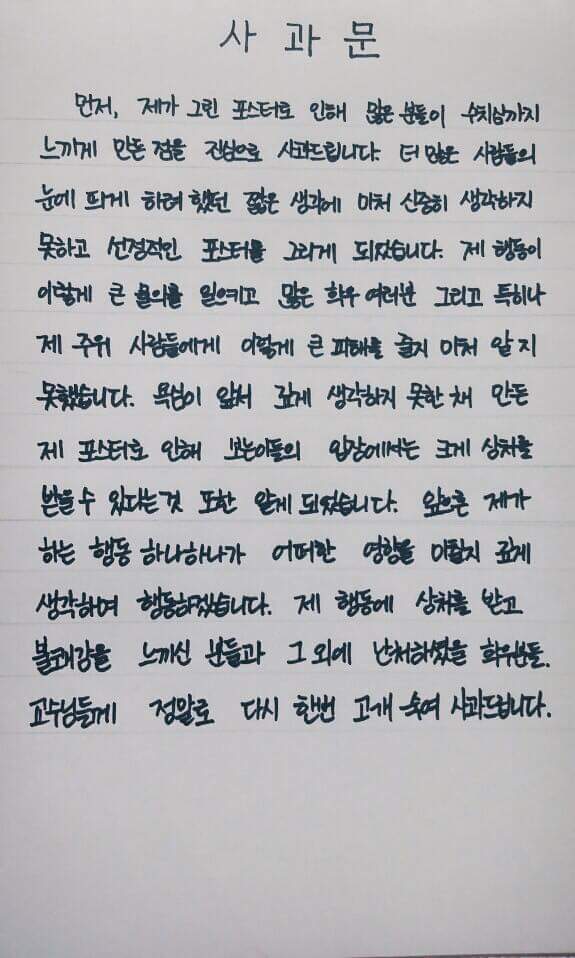 사과문
먼저, 제가 그린 포스터로 인해 많은 분들이 수치심까지
느끼게 만든 점을 진심으로 사과드립니다. 더 많은 사람들의
눈에 띄게 하려 했던 짧은 생각에 미처 신중히 생각하지
못하고 선정적인 포스터를 그리게 되었습니다. 제 행동이
이렇게 큰 물의를 일으키고 많은 학우 여러분 그리고 특히나
제 주위 사람들에게 이렇게 큰 피해를 줄지 미처 알지
못했습니다. 욕심이 앞서 깊게 생각하지 못한 채 만든
제 포스터로 인해 보는이들의 입장에서는 크게 상처를
받을 수 있다는 것 또한 알게 되었습니다. 앞으론 제가
하는 행동 하나하나가 어떠한 영향을 미칠지 깊게
생각하며 행동하겠습니다. 제 행동에 상처를 받고
불쾌감을 느끼신 분들과 그 외에 난처하셨을 학우분들.
교수님들께 정말로 다시 한번 고개 숙여 사과드립니다.